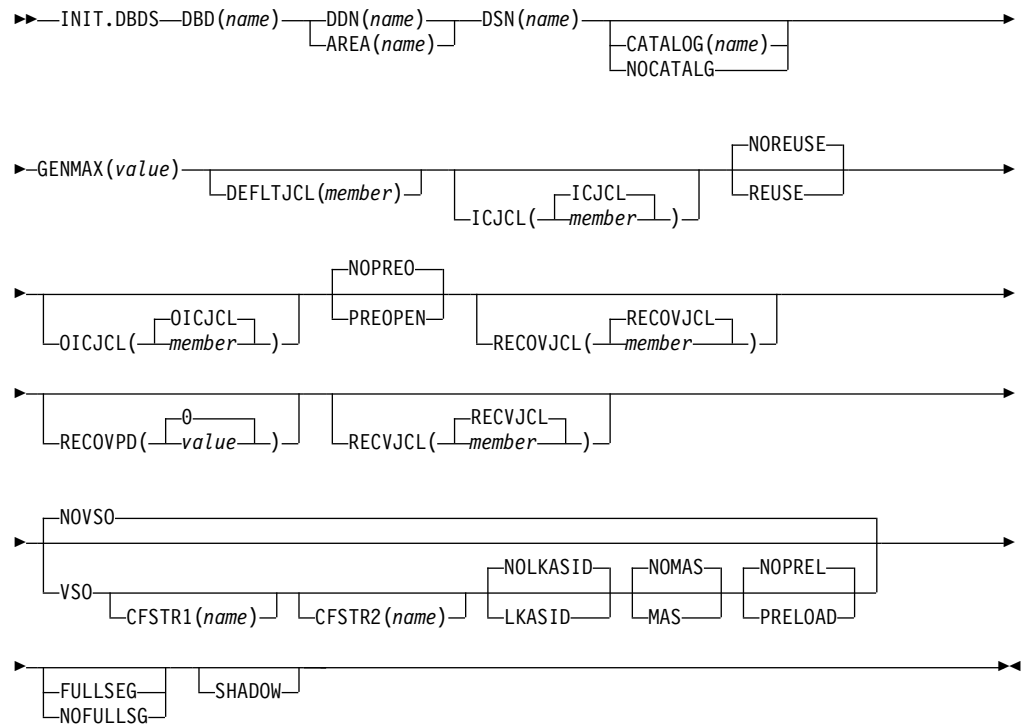 INIT.DBDS DBD(name) DDN(name) DSN(name)
AREA(name) CATALOG(name)
NOCATALG
NOREUSE
GENMAX(value) REUSE
DEFLTJCL(member) ICJCL
ICJCL( member )
NOPREO
OICJCL PREOPEN RECOVJCL
OICJCL( member ) RECOVJCL( member )
0 RECVJCL
RECOVPD( value ) RECVJCL( member )
NOVSO
NOLKASID NOMAS NOPREL
VSO LKASID MAS PRELOAD
CFSTR1(name) CFSTR2(name)
FULLSEG SHADOW
NOFULLSG